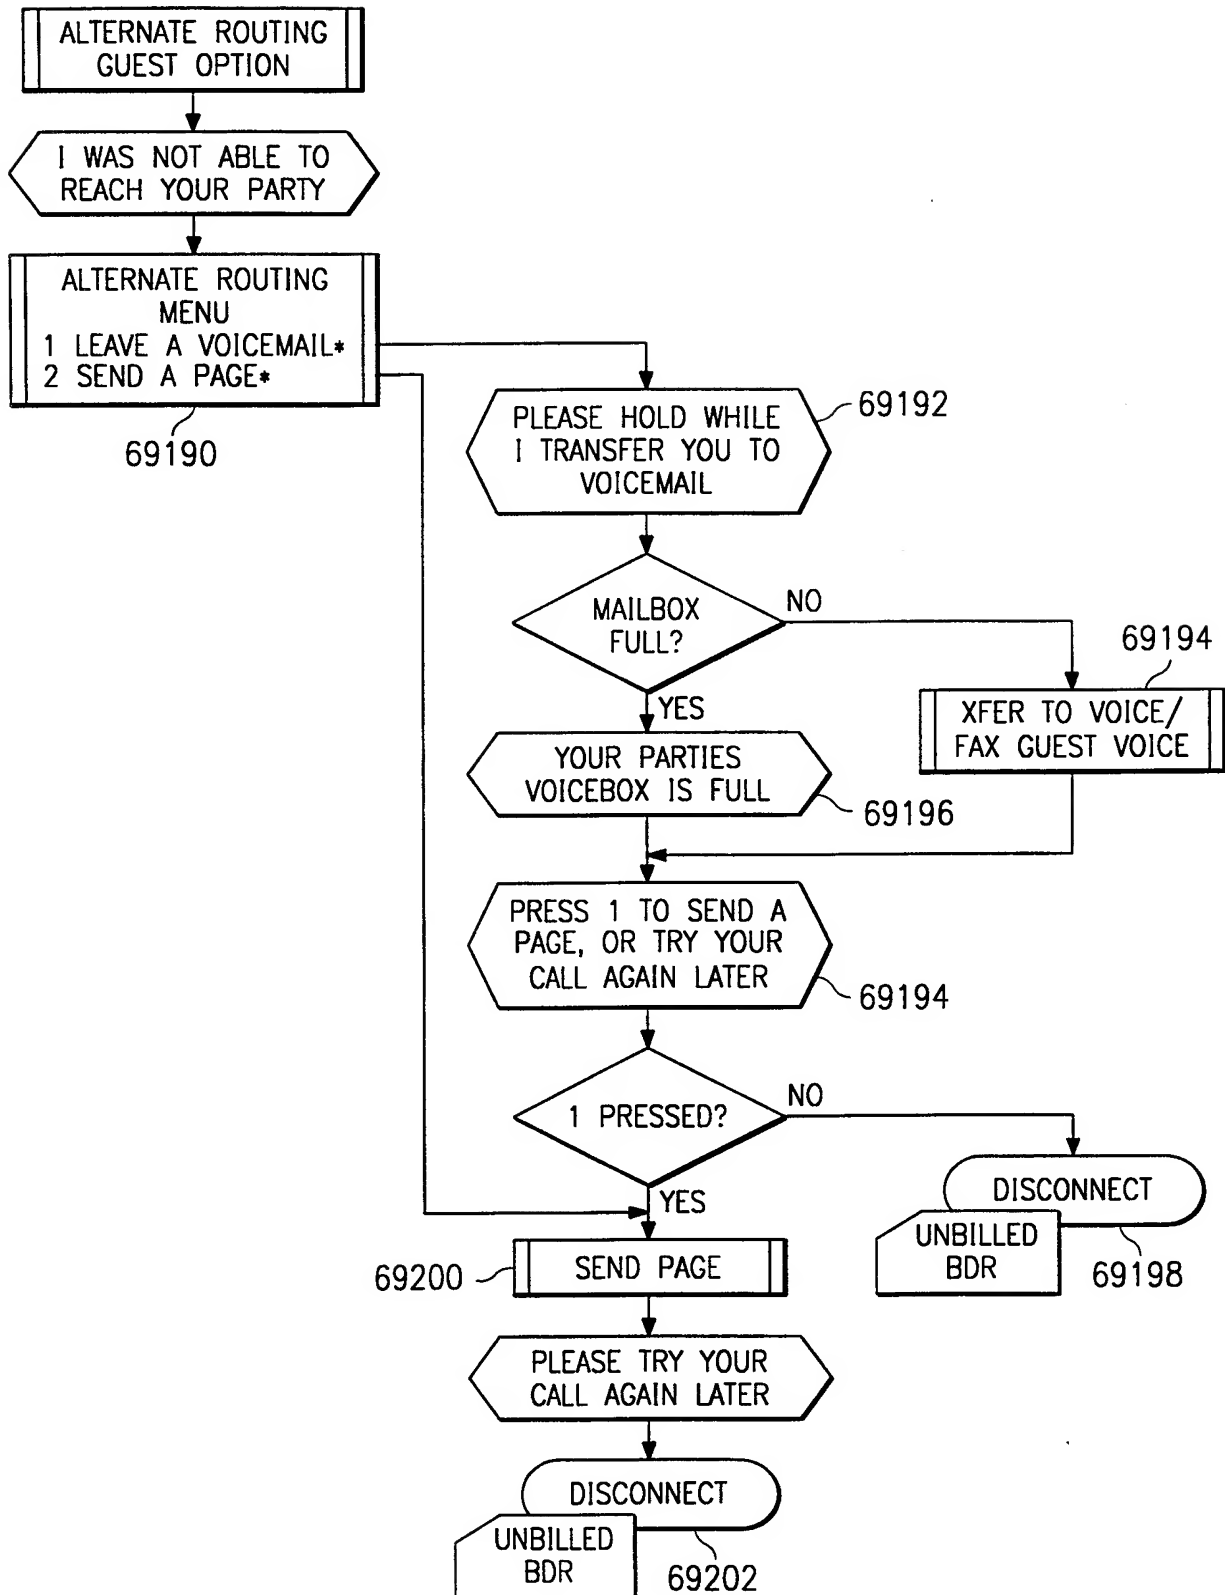 ALTERNATE ROUTING
GUEST OPTION
I WAS NOT ABLE TO
REACH YOUR PARTY
ALTERNATE ROUTING
MENU
1 LEAVE A VOICEMAIL*
2 SEND A PAGE*
69190
PLEASE HOLD WHILE
I TRANSFER YOU TO
VOICEMAIL
69192
MAILBOX
FULL?
NO
YES
69194
XFER TO VOICE/
FAX GUEST VOICE
YOUR PARTIES
VOICEBOX IS FULL
69196
PRESS 1 TO SEND A
PAGE, OR TRY YOUR
CALL AGAIN LATER
69194
1 PRESSED?
NO
YES
DISCONNECT
UNBILLED
BDR
69198
69200
SEND PAGE
PLEASE TRY YOUR
CALL AGAIN LATER
DISCONNECT
UNBILLED
BDR
69202